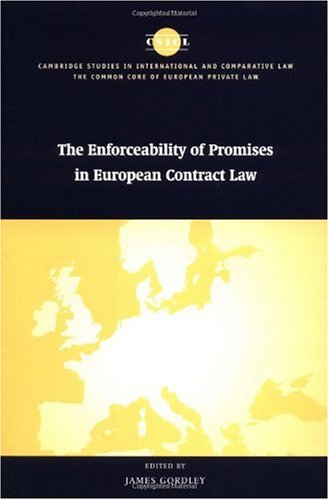 CSICL
CAMBRIDGE STUDIES IN INTERNATIONAL AND COMPARATIVE LAW
THE COMMON CORE OF EUROPEAN PRIVATE LAW
The Enforceability of Promises
in European Contract Law
EDITED BY
JAMES GORDLEY